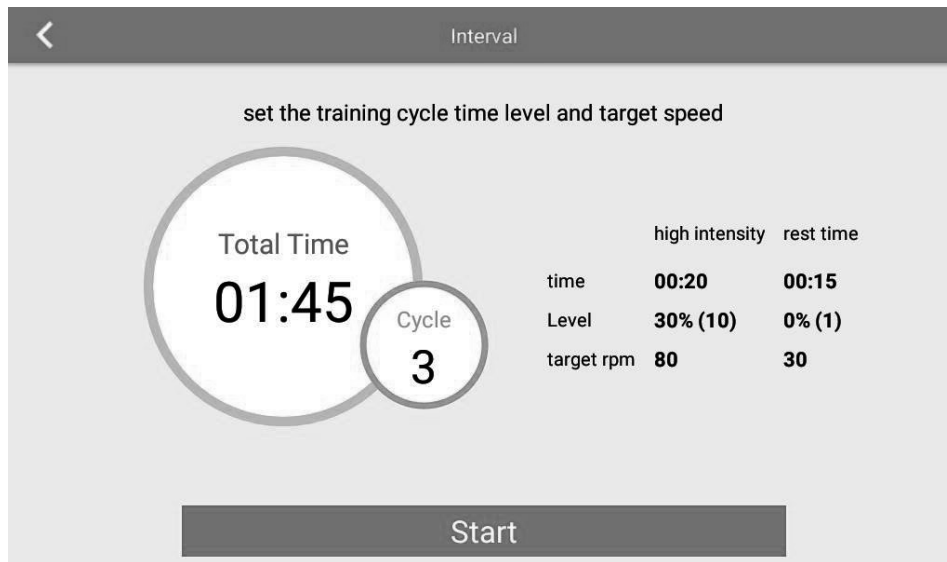 Interval
set the training cycle time level and target speed
Total Time
01:45
Cycle
3
high intensity rest time
time 00:20 00:15
Level 30% (10) 0% (1)
target rpm 80 30
Start